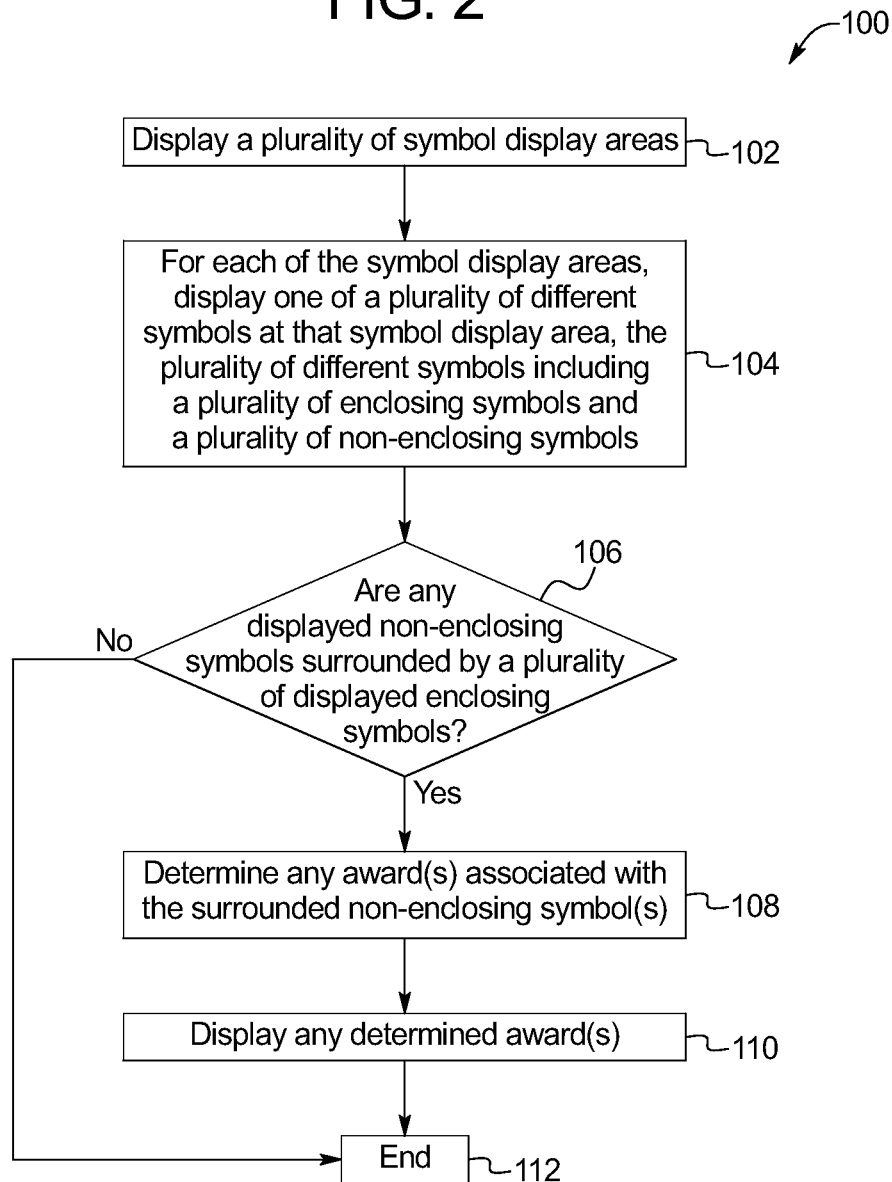 FIG. 2
100
Display a plurality of symbol display areas
102
For each of the symbol display areas,
display one of a plurality of different
symbols at that symbol display area, the
plurality of different symbols including
a plurality of enclosing symbols and
a plurality of non-enclosing symbols
104
106
Are any
displayed non-enclosing
symbols surrounded by a plurality
of displayed enclosing
symbols?
No
Yes
Determine any award(s) associated with
the surrounded non-enclosing symbol(s)
108
Display any determined award(s)
110
End
112